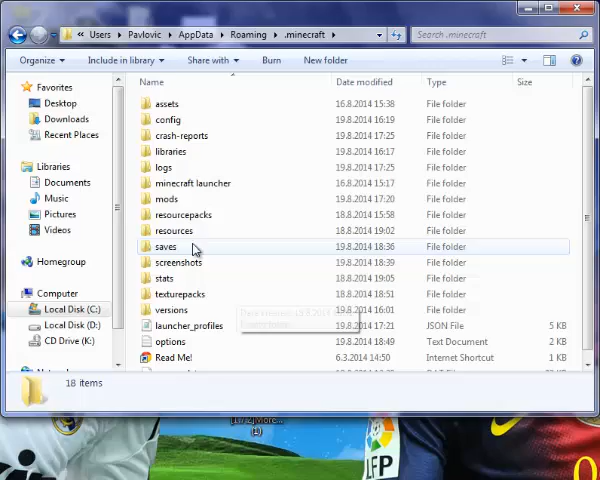 « Users ▸ Pavlovic ▸ AppData ▸ Roaming ▸ .minecraft ▸
Search .minecraft
Organize Include in library Share with Burn New folder
Name Date modified Type Size
Favorites
Desktop
Downloads
Recent Places
Libraries
Documents
Music
Pictures
Videos
Homegroup
Computer
Local Disk (C:)
Local Disk (D:)
CD Drive (K:)
assets 16.8.2014 15:38 File folder
config 19.8.2014 16:19 File folder
crash-reports 19.8.2014 17:25 File folder
libraries 19.8.2014 16:17 File folder
logs 19.8.2014 17:25 File folder
minecraft launcher 16.8.2014 15:17 File folder
mods 19.8.2014 17:20 File folder
resourcepacks 18.8.2014 15:58 File folder
resources 18.8.2014 19:02 File folder
saves 19.8.2014 18:36 File folder
screenshots 19.8.2014 18:39 File folder
stats 18.8.2014 19:05 File folder
texturepacks 18.8.2014 18:51 File folder
versions 19.8.2014 16:01 File folder
launcher_profiles 19.8.2014 17:21 JSON File 5 KB
options 19.8.2014 18:49 Text Document 2 KB
Read Me! 6.3.2014 14:50 Internet Shortcut 1 KB
18 items
(1)
LFP